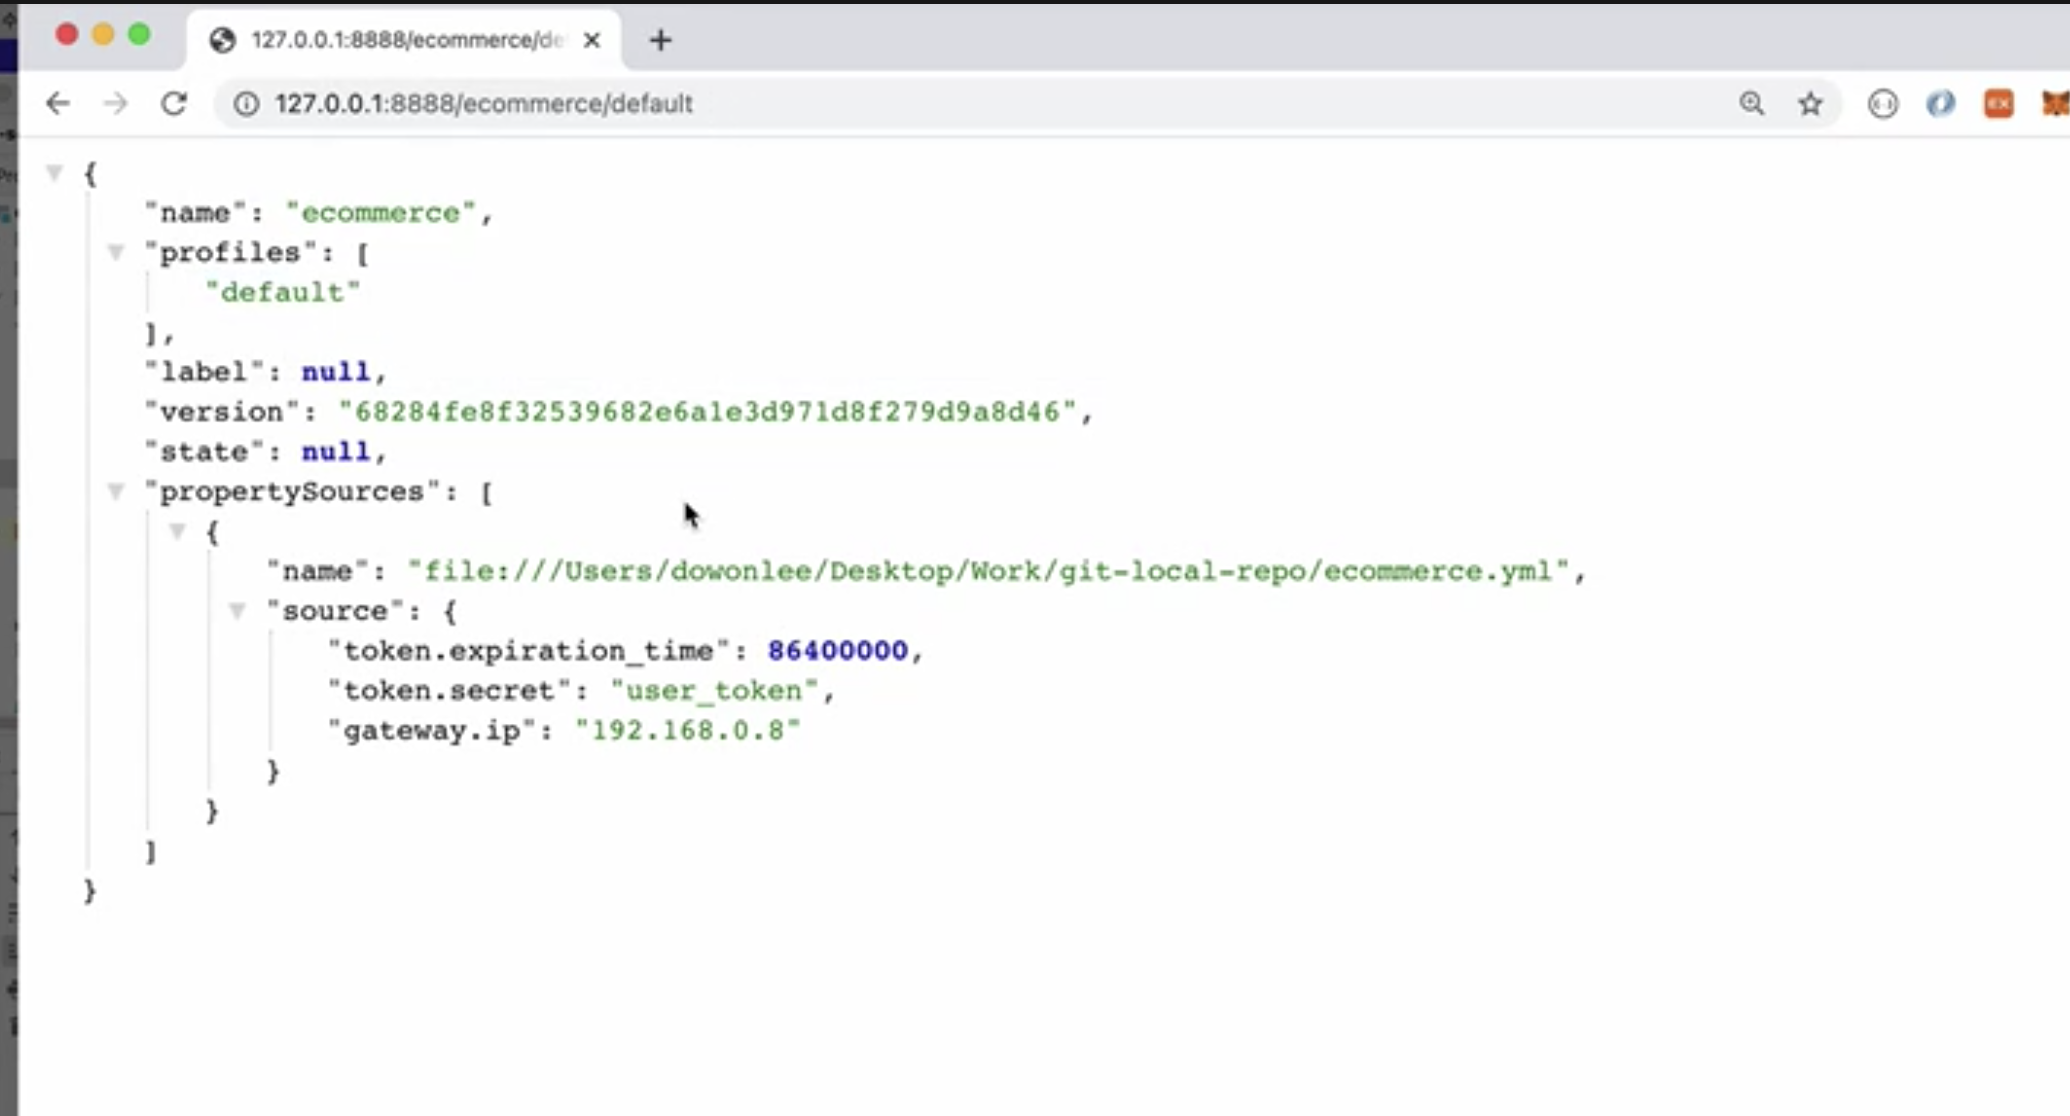 127.0.0.1:8888/ecommerce/de
127.0.0.1:8888/ecommerce/default
{
"name": "ecommerce",
"profiles": [
"default"
],
"label": null,
"version": "68284fe8f32539682e6a1e3d971d8f279d9a8d46",
"state": null,
"propertySources": [
{
"name": "file:///Users/dowonlee/Desktop/Work/git-local-repo/ecommerce.yml",
"source": {
"token.expiration_time": 86400000,
"token.secret": "user_token",
"gateway.ip": "192.168.0.8"
}
}
]
}